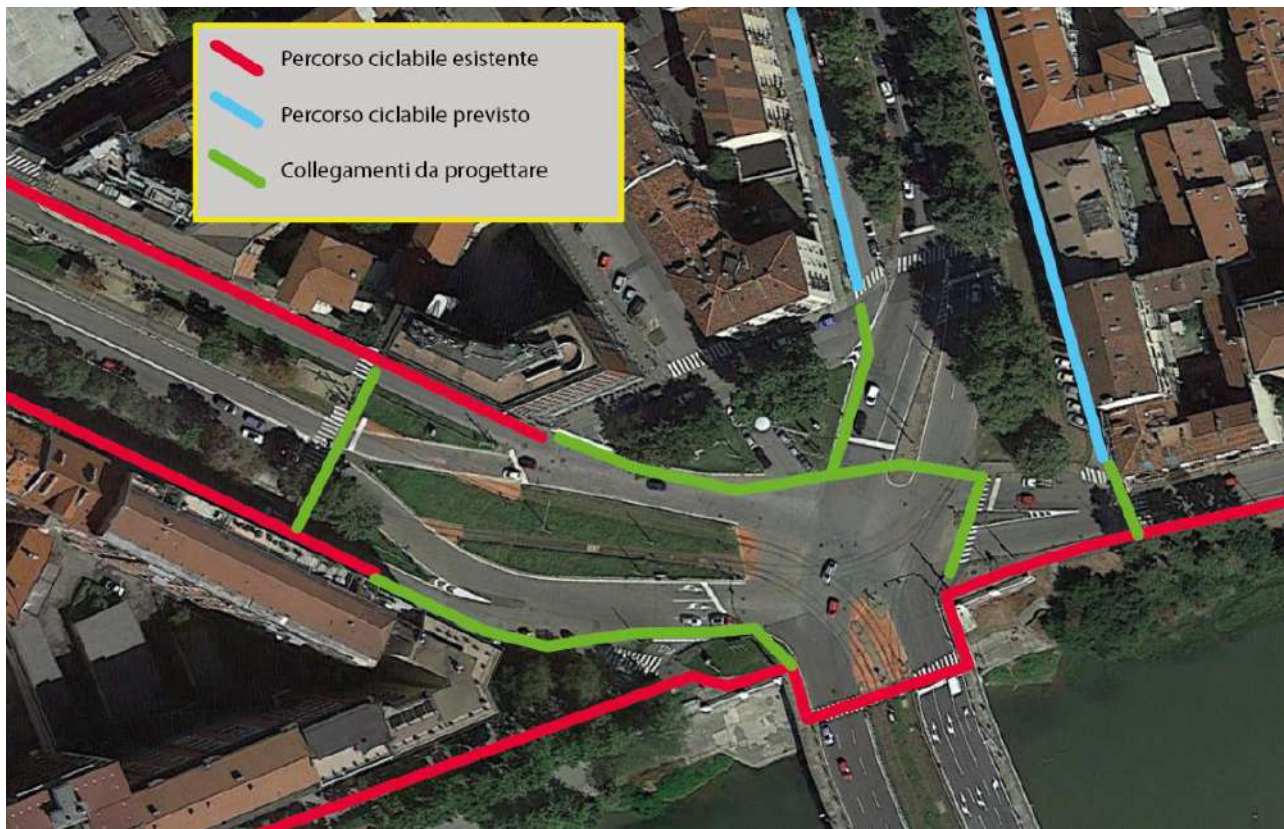 Percorso ciclabile esistente
Percorso ciclabile previsto
Collegamenti da progettare